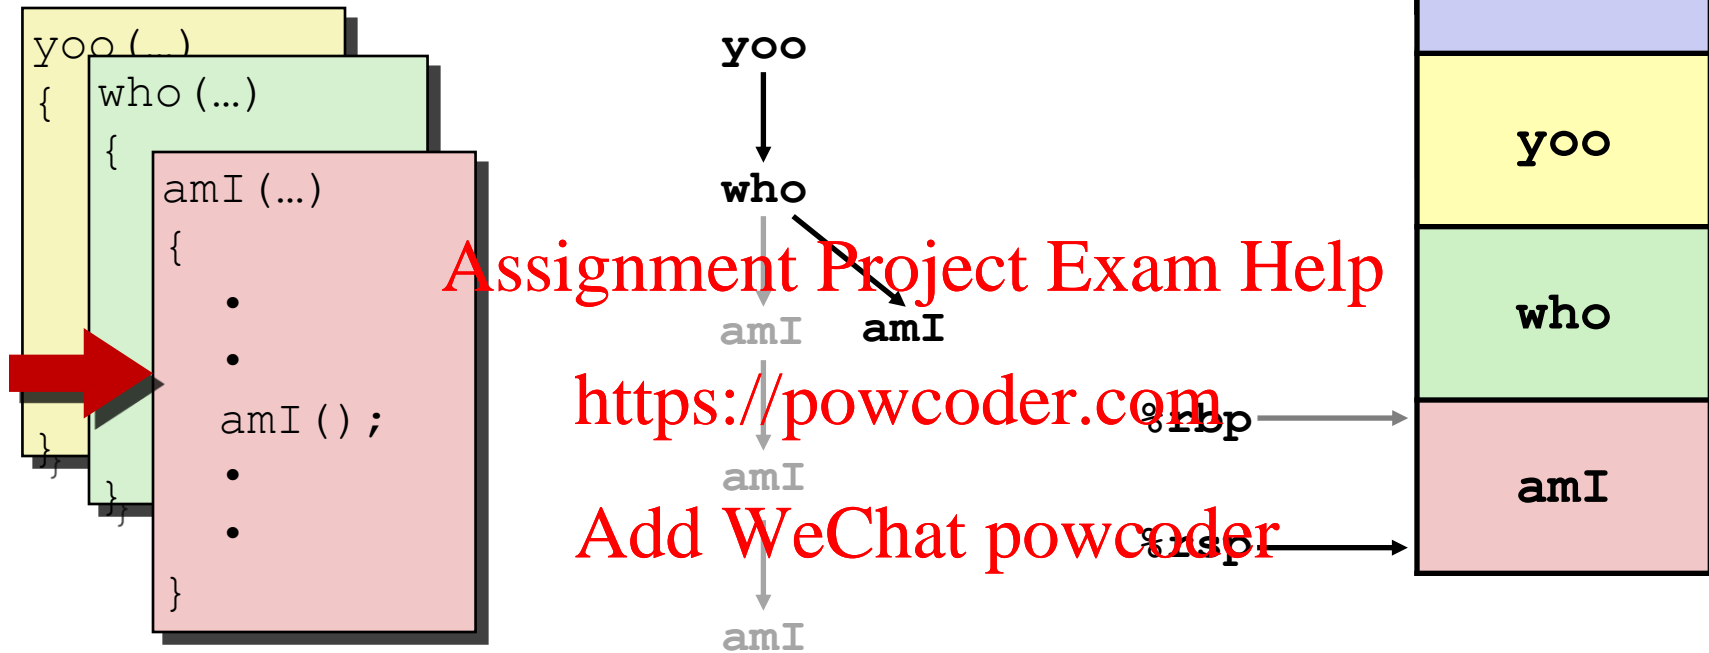 yoo(…)
{
who(…)
{
amI(…)
{
•
•
amI();
•
•
}
}
}
}
}
yoo
who
amI
amI
amI
amI
Assignment Project Exam Help
https://powcoder.com
Add WeChat powcoder
%rbp
%rsp
yoo
who
amI